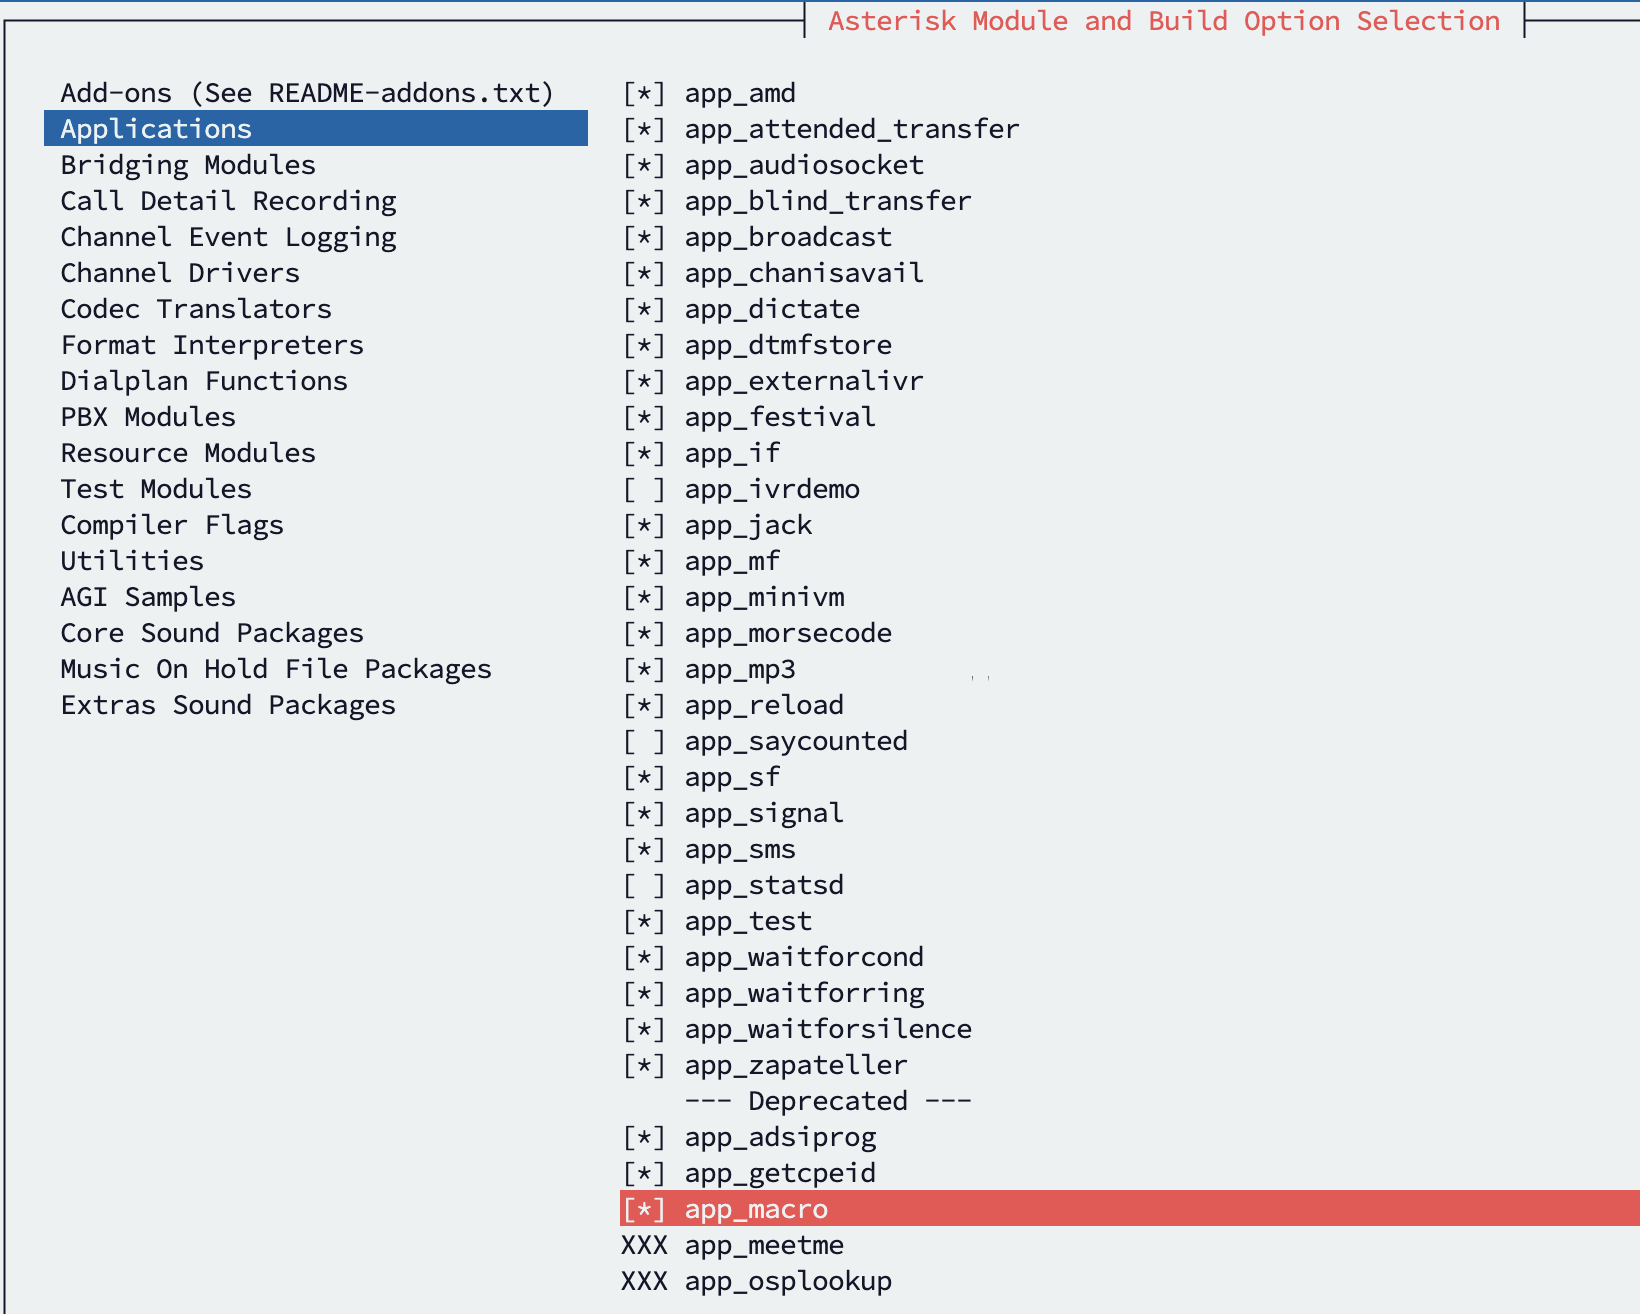 Asterisk Module and Build Option Selection
Add-ons (See README-addons.txt)
Applications
Bridging Modules
Call Detail Recording
Channel Event Logging
Channel Drivers
Codec Translators
Format Interpreters
Dialplan Functions
PBX Modules
Resource Modules
Test Modules
Compiler Flags
Utilities
AGI Samples
Core Sound Packages
Music On Hold File Packages
Extras Sound Packages
[*] app_amd
[*] app_attended_transfer
[*] app_audiosocket
[*] app_blind_transfer
[*] app_broadcast
[*] app_chanisavail
[*] app_dictate
[*] app_dtmfstore
[*] app_externalivr
[*] app_festival
[*] app_if
[ ] app_ivrdemo
[*] app_jack
[*] app_mf
[*] app_minivm
[*] app_morsecode
[*] app_mp3
[*] app_reload
[ ] app_saycounted
[*] app_sf
[*] app_signal
[*] app_sms
[ ] app_statsd
[*] app_test
[*] app_waitforcond
[*] app_waitforring
[*] app_waitforsilence
[*] app_zapateller
--- Deprecated ---
[*] app_adsiprog
[*] app_getcpeid
[*] app_macro
XXX app_meetme
XXX app_osplookup